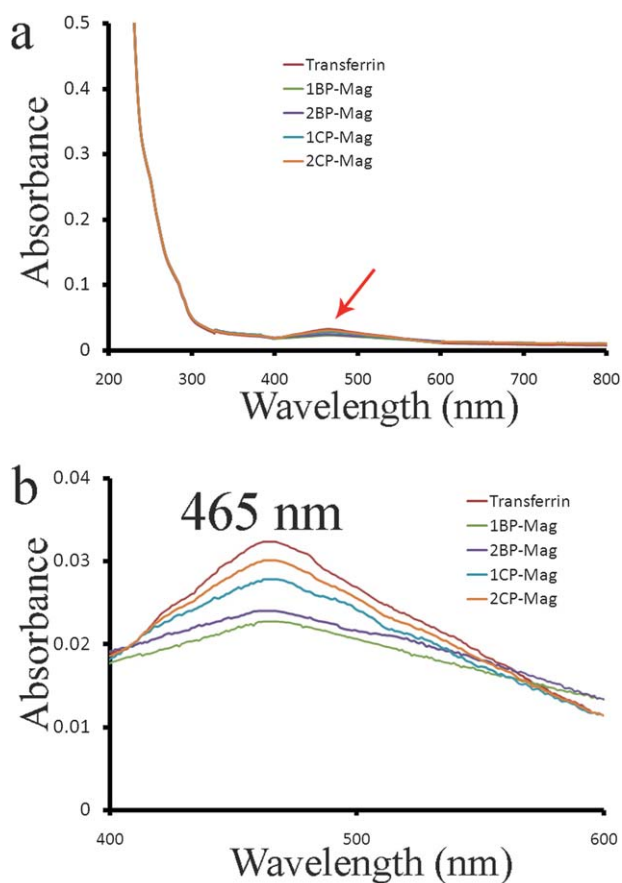 a
Absorbance
0.5
0.4
0.3
0.2
0.1
0
Transferrin
1BP-Mag
2BP-Mag
1CP-Mag
2CP-Mag
200 300 400 500 600 700 800
Wavelength (nm)
b
Absorbance
0.04
0.03
0.02
0.01
0
465 nm
Transferrin
1BP-Mag
2BP-Mag
1CP-Mag
2CP-Mag
400 500 600
Wavelength (nm)